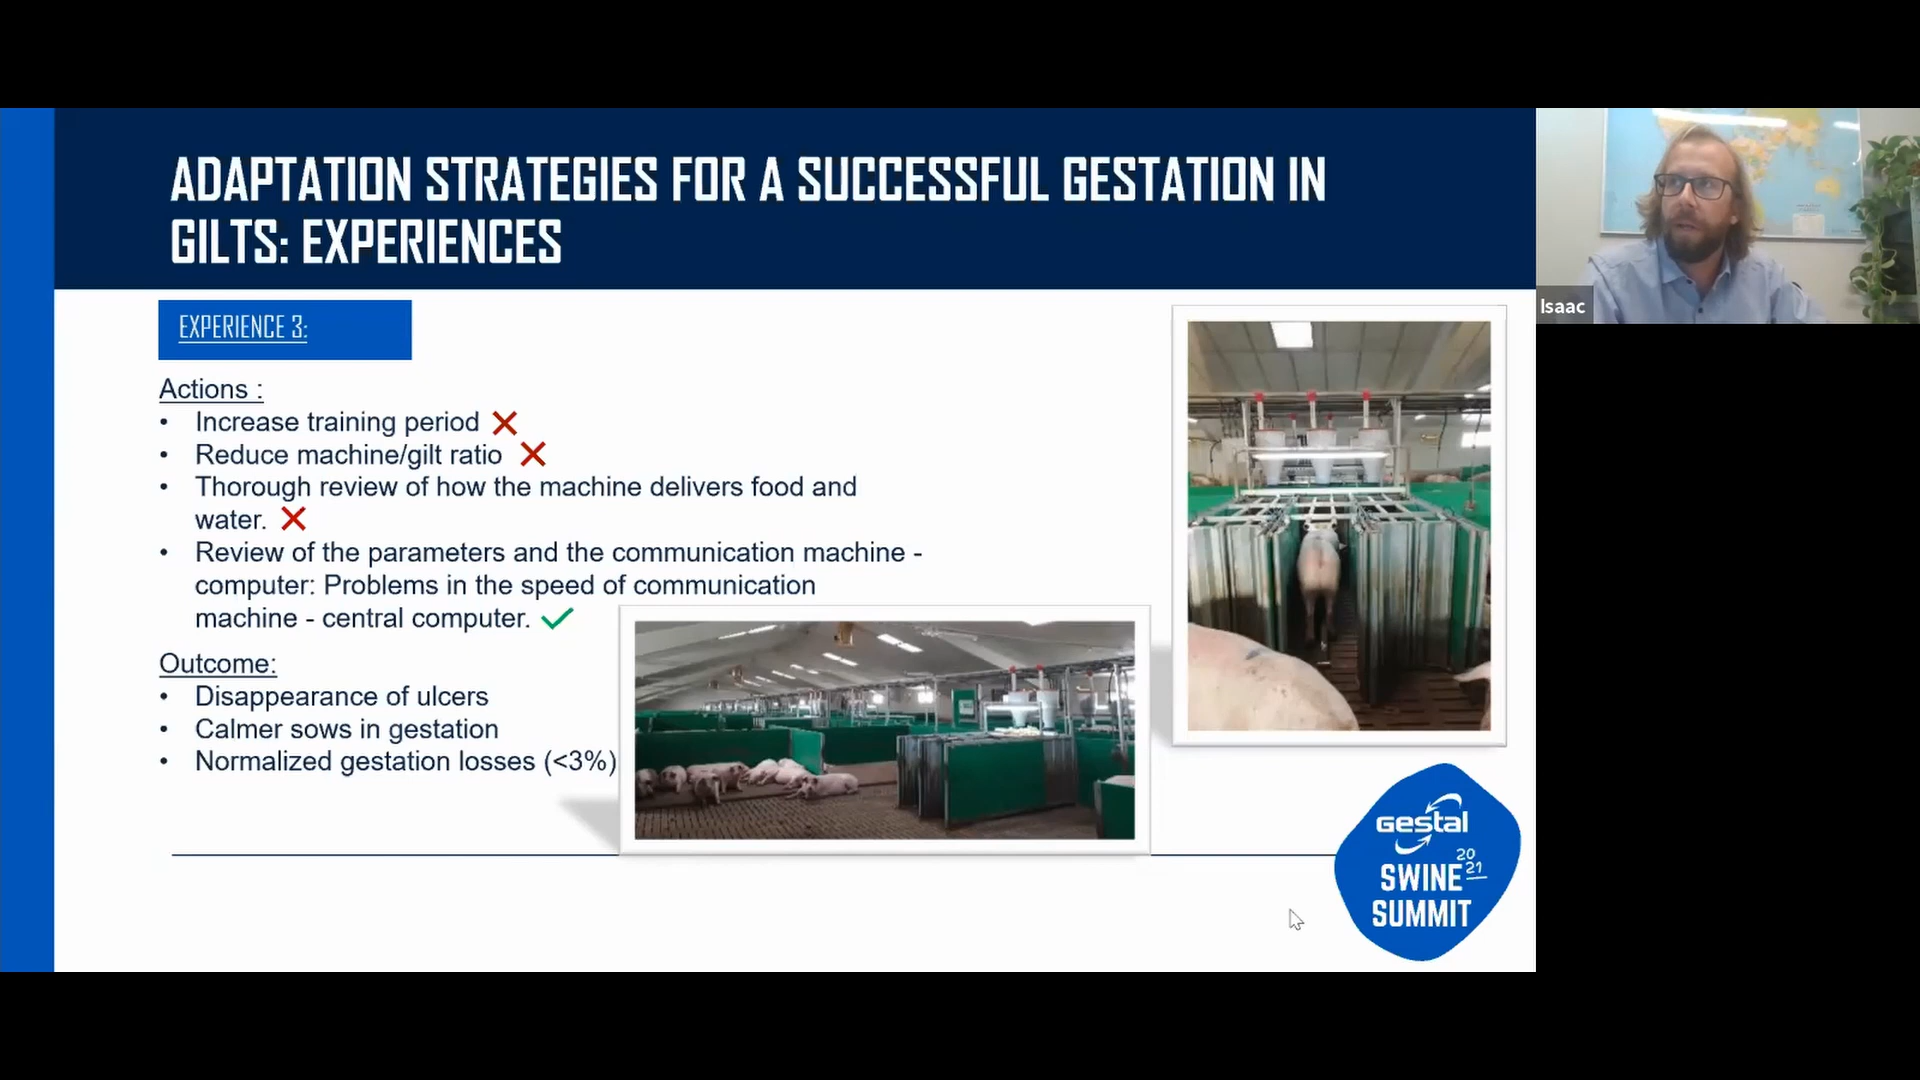 ADAPTATION STRATEGIES FOR A SUCCESSFUL GESTATION IN
GILTS: EXPERIENCES
Isaac
EXPERIENCE 3:
Actions :
• Increase training period
• Reduce machine/gilt ratio
• Thorough review of how the machine delivers food and
water.
• Review of the parameters and the communication machine -
computer: Problems in the speed of communication
machine - central computer.
Outcome:
• Disappearance of ulcers
• Calmer sows in gestation
• Normalized gestation losses (<3%)
Gestal
20
21
SWINE
SUMMIT